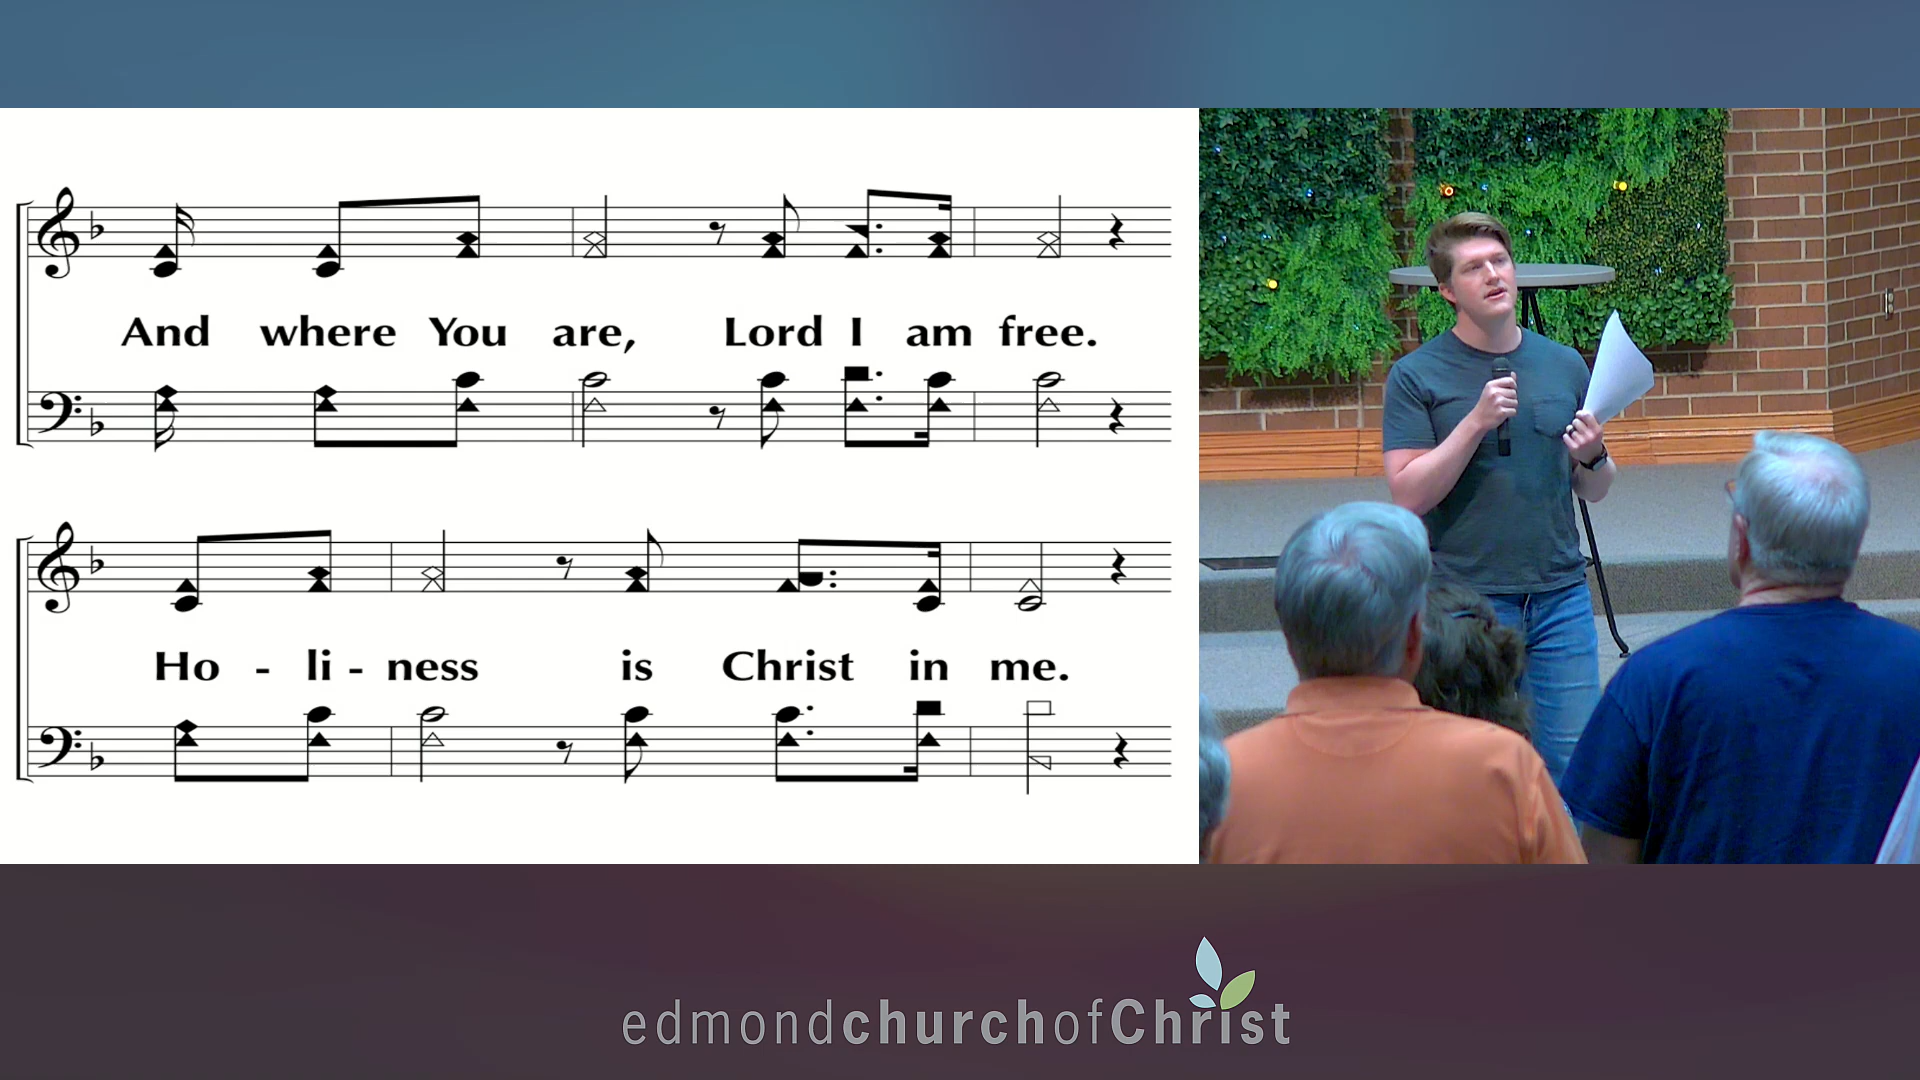 And where You are, Lord I am free.
Ho - li - ness is Christ in me.
edmondchurchofChrist